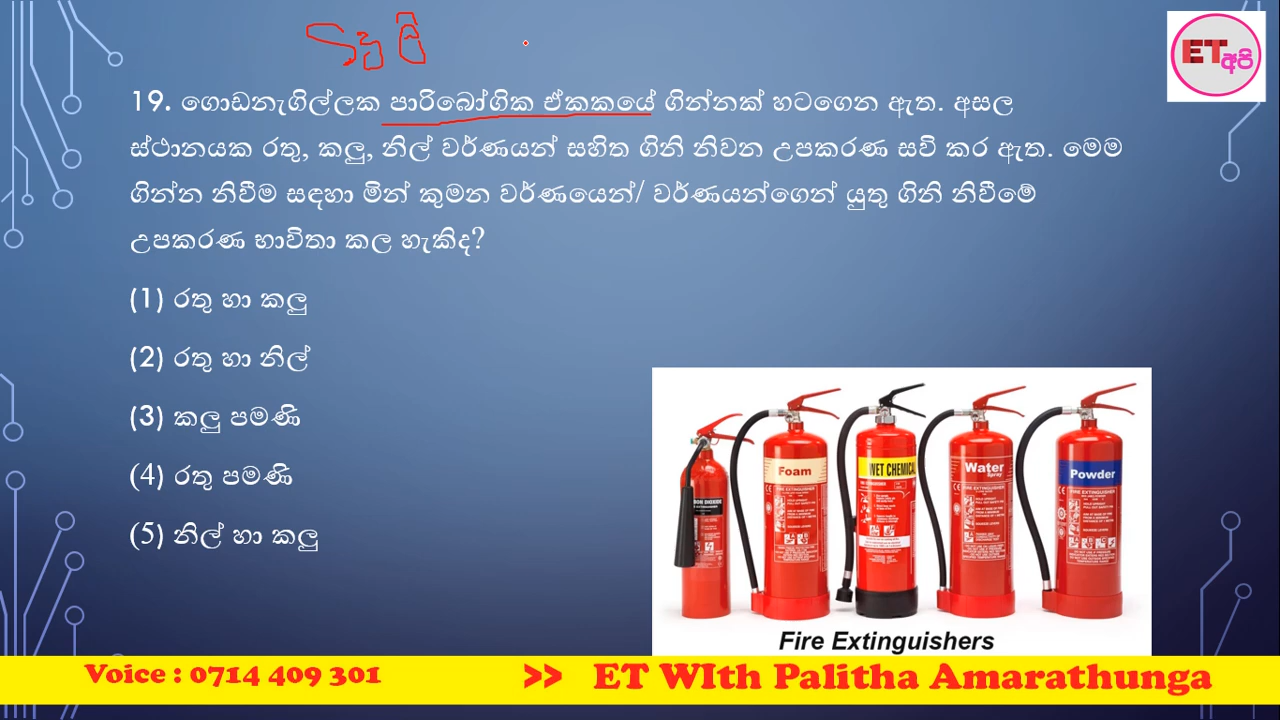 ET
අපි
19. ගොඩනැගිල්ලක පාරිබෝගික ඒකකයේ ගින්නක් හටගෙන ඇත. අසල
ස්ථානයක රතු, කලු, නිල් වර්ණයන් සහිත ගිනි නිවන උපකරණ සවි කර ඇත. මෙම
ගින්න නිවීම සඳහා මින් කුමන වර්ණයෙන්/ වර්ණයන්ගෙන් යුතු ගිනි නිවීමේ
උපකරණ භාවිතා කල හැකිද?
(1) රතු හා කලු
(2) රතු හා නිල්
(3) කලු පමණි
(4) රතු පමණි
(5) නිල් හා කලු
Foam
WET CHEMICAL
Water
Spray
Powder
Fire Extinguishers
Voice : 0714 409 301
>> ET WIth Palitha Amarathunga